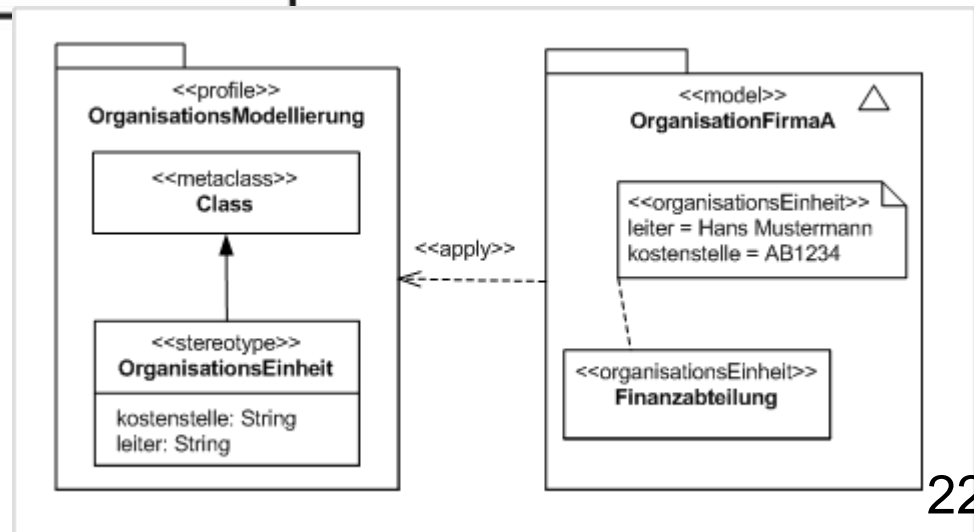 <<profile>>
OrganisationsModellierung
<<metaclass>>
Class
<<stereotype>>
OrganisationsEinheit
kostenstelle: String
leiter: String
<<apply>>
<<model>>
OrganisationFirmaA
<<organisationsEinheit>>
leiter = Hans Mustermann
kostenstelle = AB1234
<<organisationsEinheit>>
Finanzabteilung
22